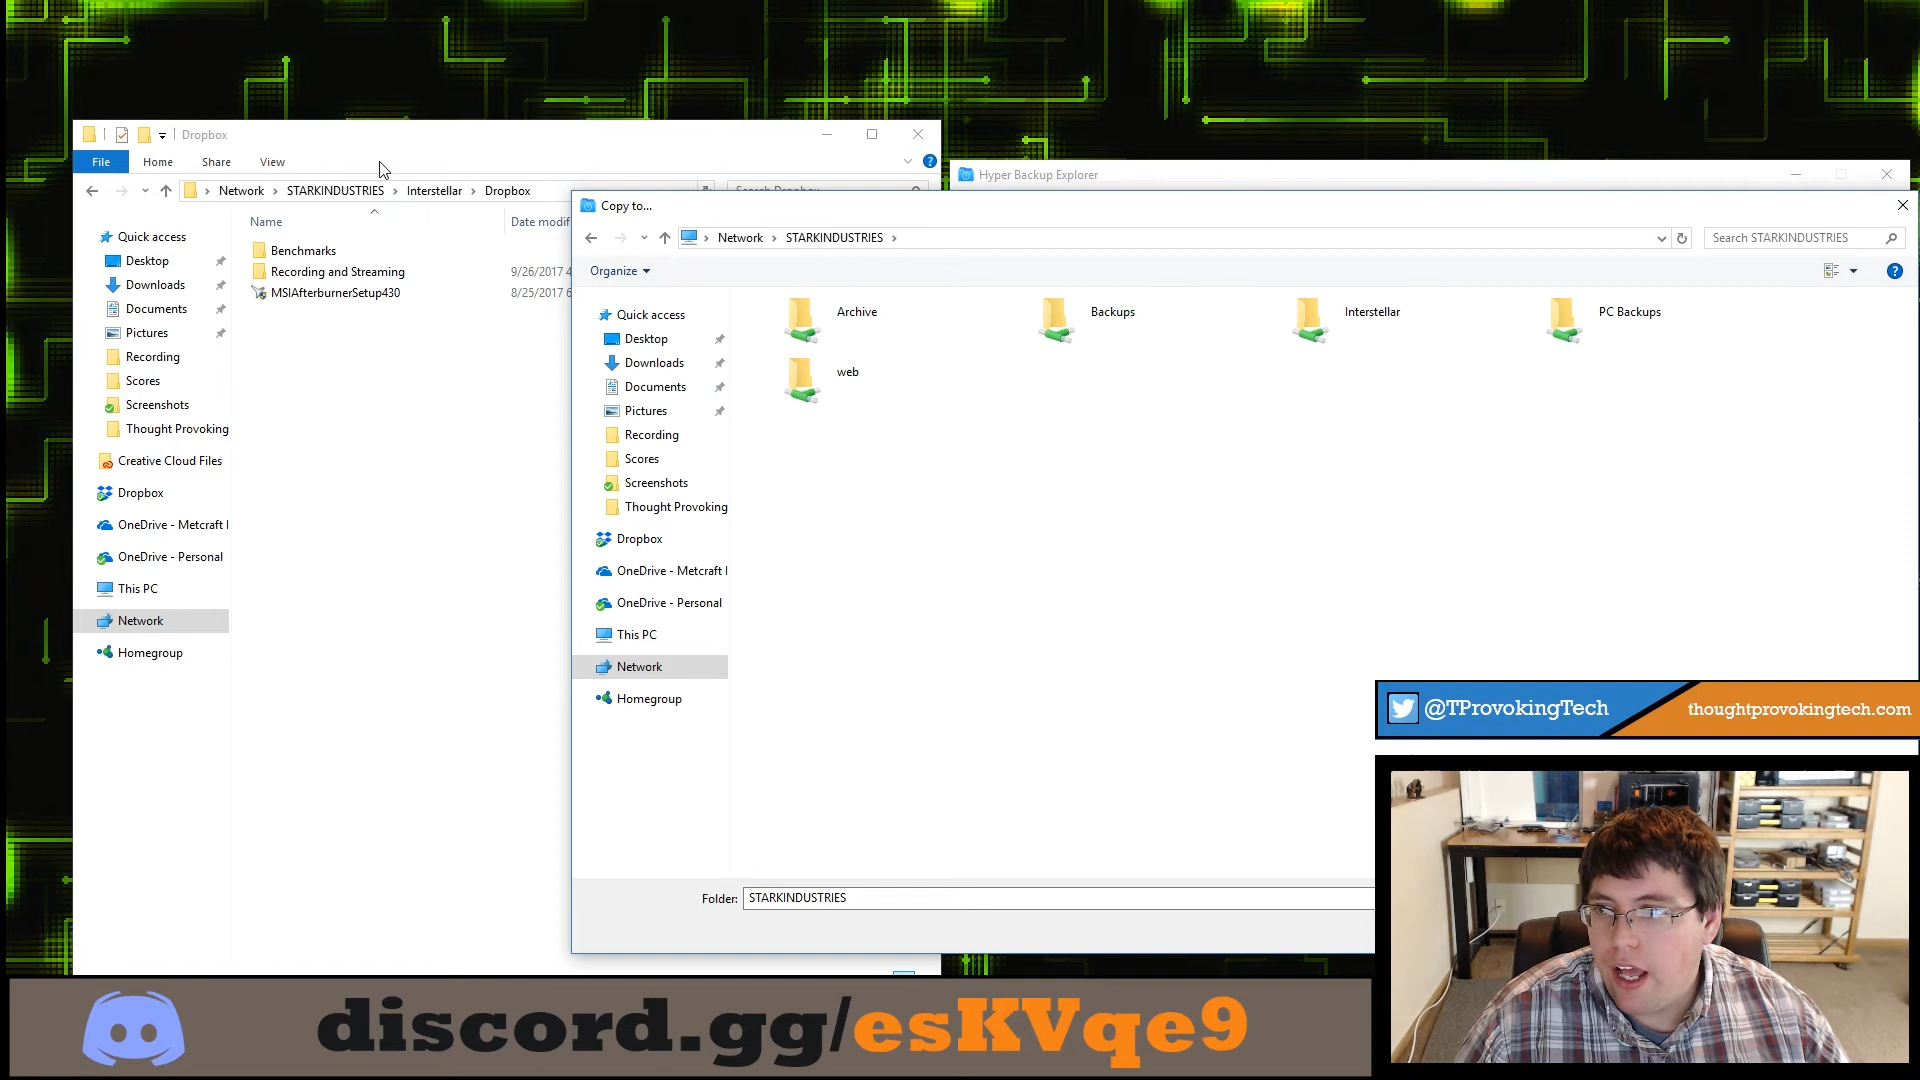 Dropbox
File Home Share View
Network STARKINDUSTRIES Interstellar Dropbox
Name Date modif
Quick access
Desktop
Downloads
Documents
Pictures
Recording
Scores
Screenshots
Thought Provoking
Creative Cloud Files
Dropbox
OneDrive - Metcraft I
OneDrive - Personal
This PC
Network
Homegroup
Benchmarks
Recording and Streaming 9/26/2017 4
MSIAfterburnerSetup430 8/25/2017 6
Hyper Backup Explorer
Copy to...
Network STARKINDUSTRIES Search STARKINDUSTRIES
Organize
Quick access
Desktop
Downloads
Documents
Pictures
Recording
Scores
Screenshots
Thought Provoking
Dropbox
OneDrive - Metcraft I
OneDrive - Personal
This PC
Network
Homegroup
Archive Backups Interstellar PC Backups
web
Folder: STARKINDUSTRIES
@TProvokingTech thoughtprovokingtech.com
discord.gg/esKVqe9